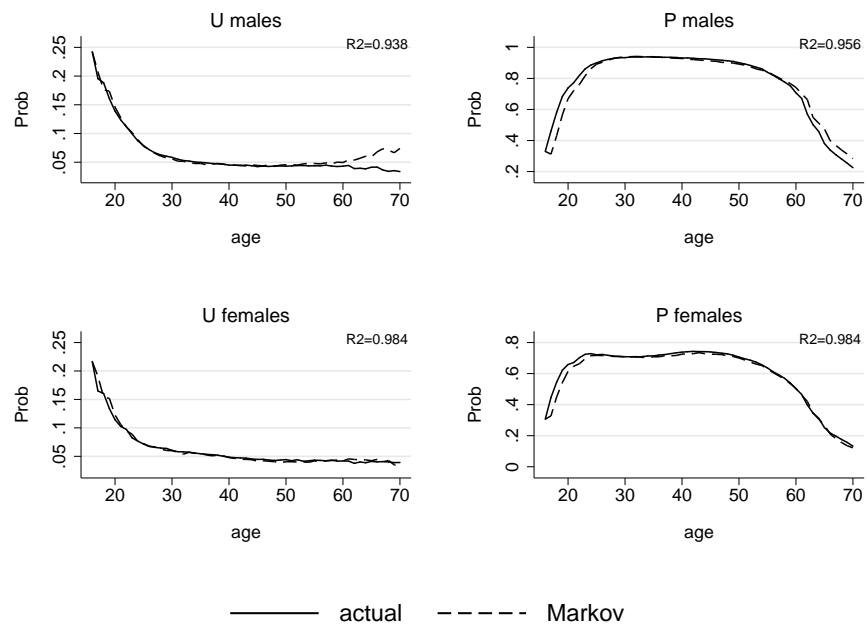 U males
R2=0.938
Prob
.25
.2
.15
.1
.05
20 30 40 50 60 70
age
P males
R2=0.956
Prob
1
.8
.6
.4
.2
20 30 40 50 60 70
age
U females
R2=0.984
Prob
.25
.2
.15
.1
.05
20 30 40 50 60 70
age
P females
R2=0.984
Prob
.8
.6
.4
.2
0
20 30 40 50 60 70
age
actual Markov